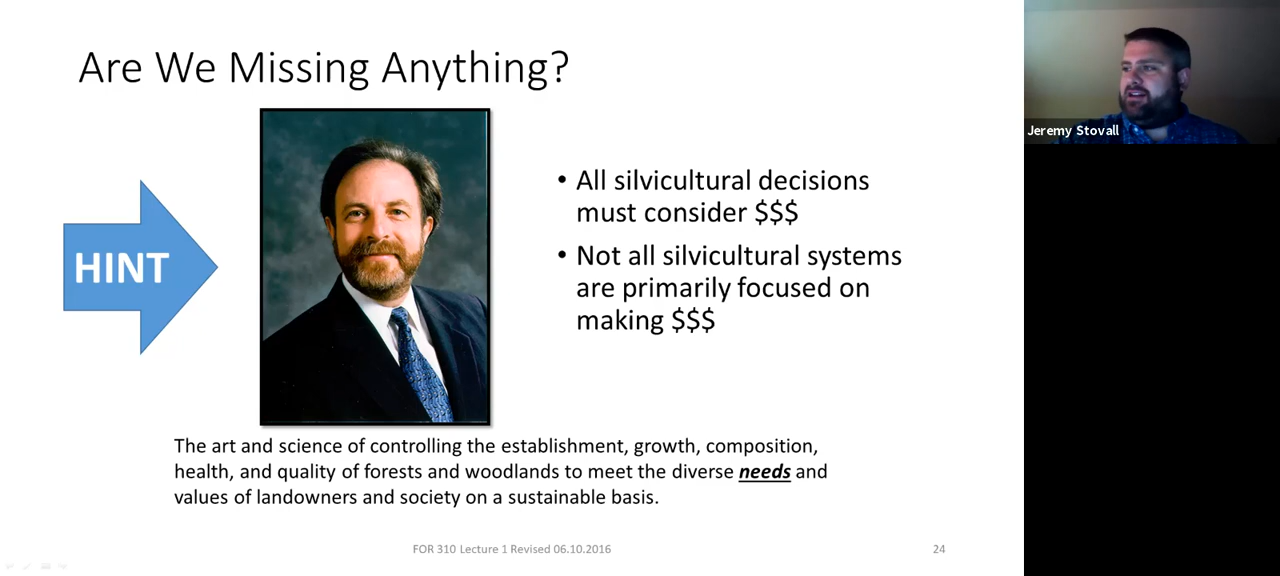 Are We Missing Anything?
Jeremy Stovall
HINT
• All silvicultural decisions
must consider $$$
• Not all silvicultural systems
are primarily focused on
making $$$
The art and science of controlling the establishment, growth, composition,
health, and quality of forests and woodlands to meet the diverse needs and
values of landowners and society on a sustainable basis.
FOR 310 Lecture 1 Revised 06.10.2016
24